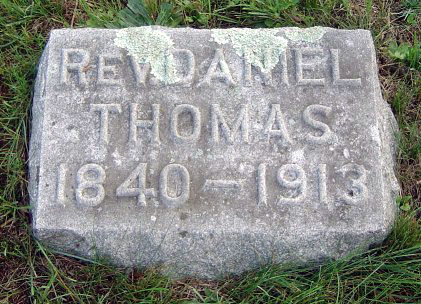 REV. DANIEL
THOMAS
1840-1913